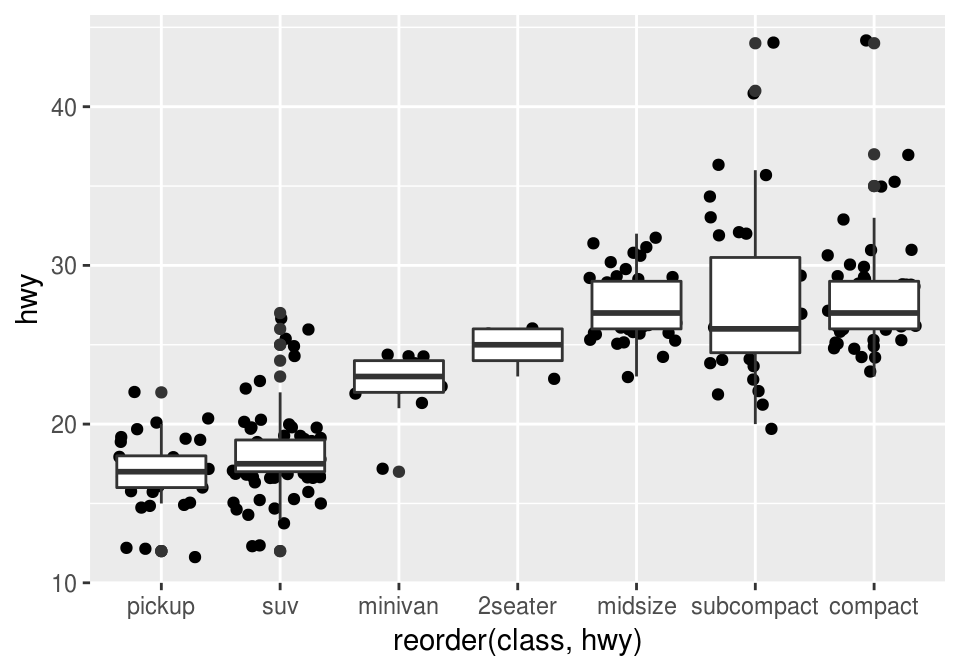 40
30
20
10
hwy
pickup suv minivan 2seater midsize subcompact compact
reorder(class, hwy)